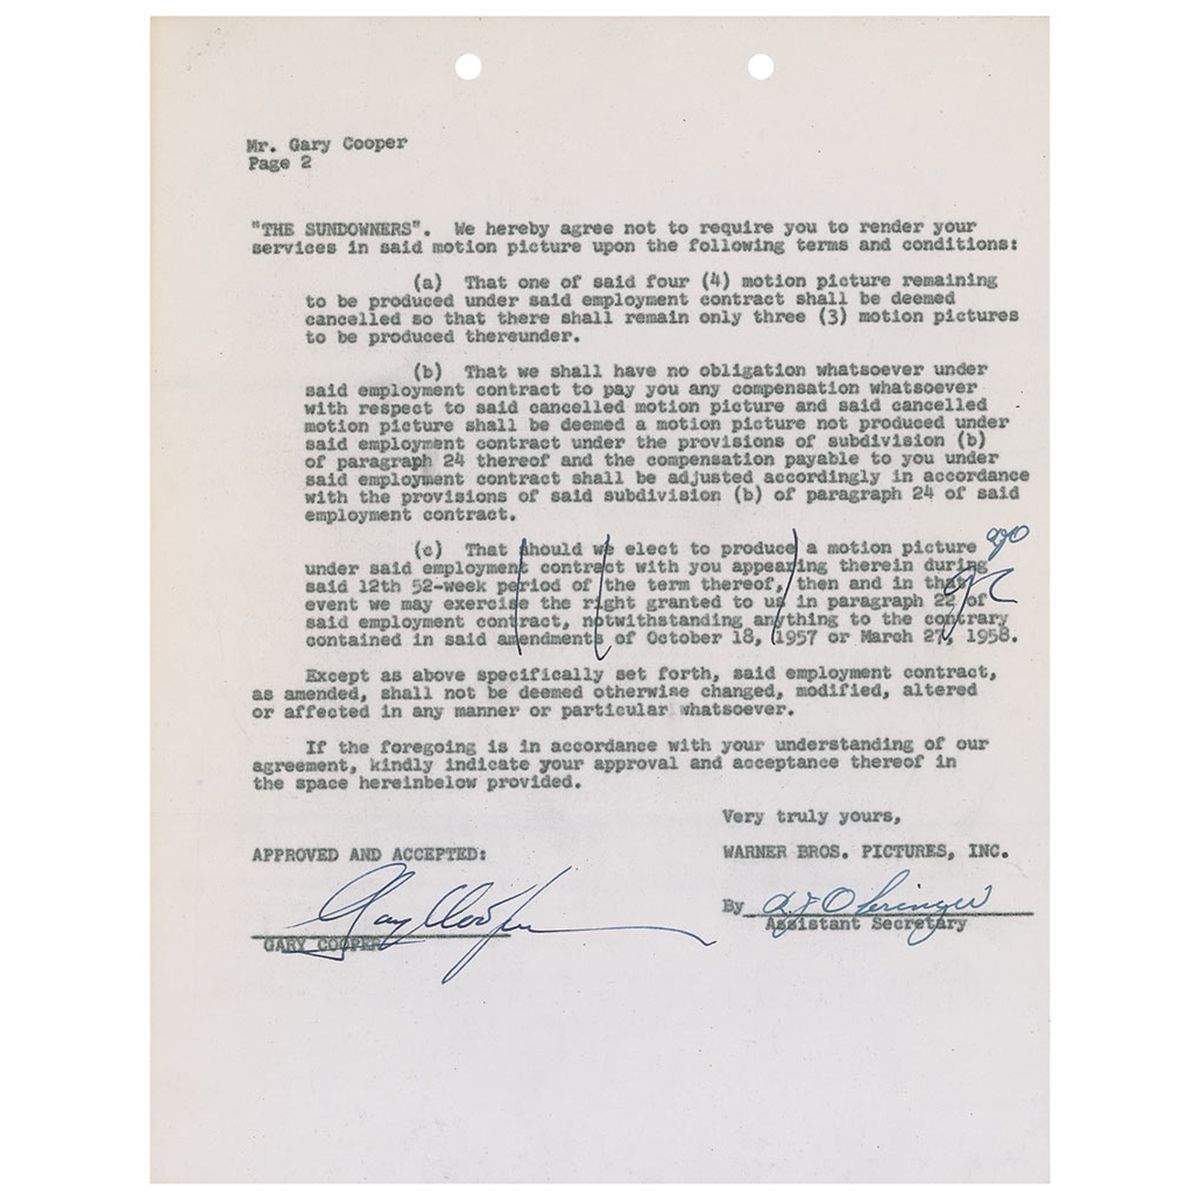 Mr. Gary Cooper
Page 2
"THE SUNDOWNERS". We hereby agree not to require you to render your
services in said motion picture upon the following terms and conditions:
(a) That one of said four (4) motion picture remaining
to be produced under said employment contract shall be deemed
cancelled so that there shall remain only three (3) motion pictures
to be produced thereunder.
(b) That we shall have no obligation whatsoever under
said employment contract to pay you any compensation whatsoever
with respect to said cancelled motion picture and said cancelled
motion picture shall be deemed a motion picture not produced under
said employment contract under the provisions of subdivision (b)
of paragraph 24 thereof and the compensation payable to you under
said employment contract shall be adjusted accordingly in accordance
with the provisions of said subdivision (b) of paragraph 24 of said
employment contract.
(c) That should we elect to produce a motion picture
under said employment contract with you appearing therein during
said 12th 52-week period of the term thereof, then and in that
event we may exercise the right granted to us in paragraph 22 of
said employment contract, notwithstanding anything to the contrary
contained in said amendments of October 18, 1957 or March 27, 1958.
Except as above specifically set forth, said employment contract,
as amended, shall not be deemed otherwise changed, modified, altered
or affected in any manner or particular whatsoever.
If the foregoing is in accordance with your understanding of our
agreement, kindly indicate your approval and acceptance thereof in
the space hereinbelow provided.
Very truly yours,
APPROVED AND ACCEPTED:
WARNER BROS. PICTURES, INC.
Gary Cooper
GARY COOPER
By
Assistant Secretary